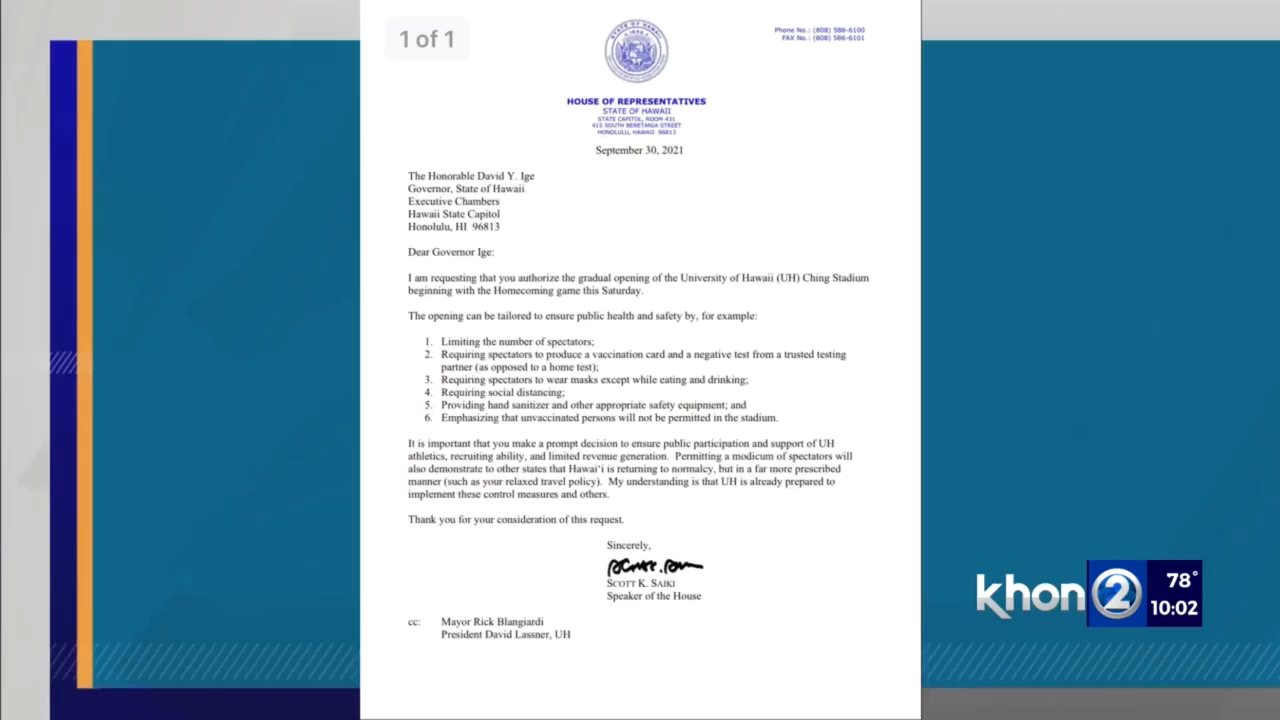 1 of 1
STATE OF HAWAII
1959
Phone No.: (808) 586-6100
FAX No.: (808) 586-6101
HOUSE OF REPRESENTATIVES
STATE OF HAWAII
STATE CAPITOL, ROOM 431
415 SOUTH BERETANIA STREET
HONOLULU, HAWAII 96813
September 30, 2021
The Honorable David Y. Ige
Governor, State of Hawaii
Executive Chambers
Hawaii State Capitol
Honolulu, HI 96813
Dear Governor Ige:
I am requesting that you authorize the gradual opening of the University of Hawaii (UH) Ching Stadium
beginning with the Homecoming game this Saturday.
The opening can be tailored to ensure public health and safety by, for example:
1. Limiting the number of spectators;
2. Requiring spectators to produce a vaccination card and a negative test from a trusted testing
partner (as opposed to a home test);
3. Requiring spectators to wear masks except while eating and drinking;
4. Requiring social distancing;
5. Providing hand sanitizer and other appropriate safety equipment; and
6. Emphasizing that unvaccinated persons will not be permitted in the stadium.
It is important that you make a prompt decision to ensure public participation and support of UH
athletics, recruiting ability, and limited revenue generation. Permitting a modicum of spectators will
also demonstrate to other states that Hawai‘i is returning to normalcy, but in a far more prescribed
manner (such as your relaxed travel policy). My understanding is that UH is already prepared to
implement these control measures and others.
Thank you for your consideration of this request.
Sincerely,
SCOTT K. SAIKI
Speaker of the House
cc: Mayor Rick Blangiardi
President David Lassner, UH
khon 2 78°
10:02